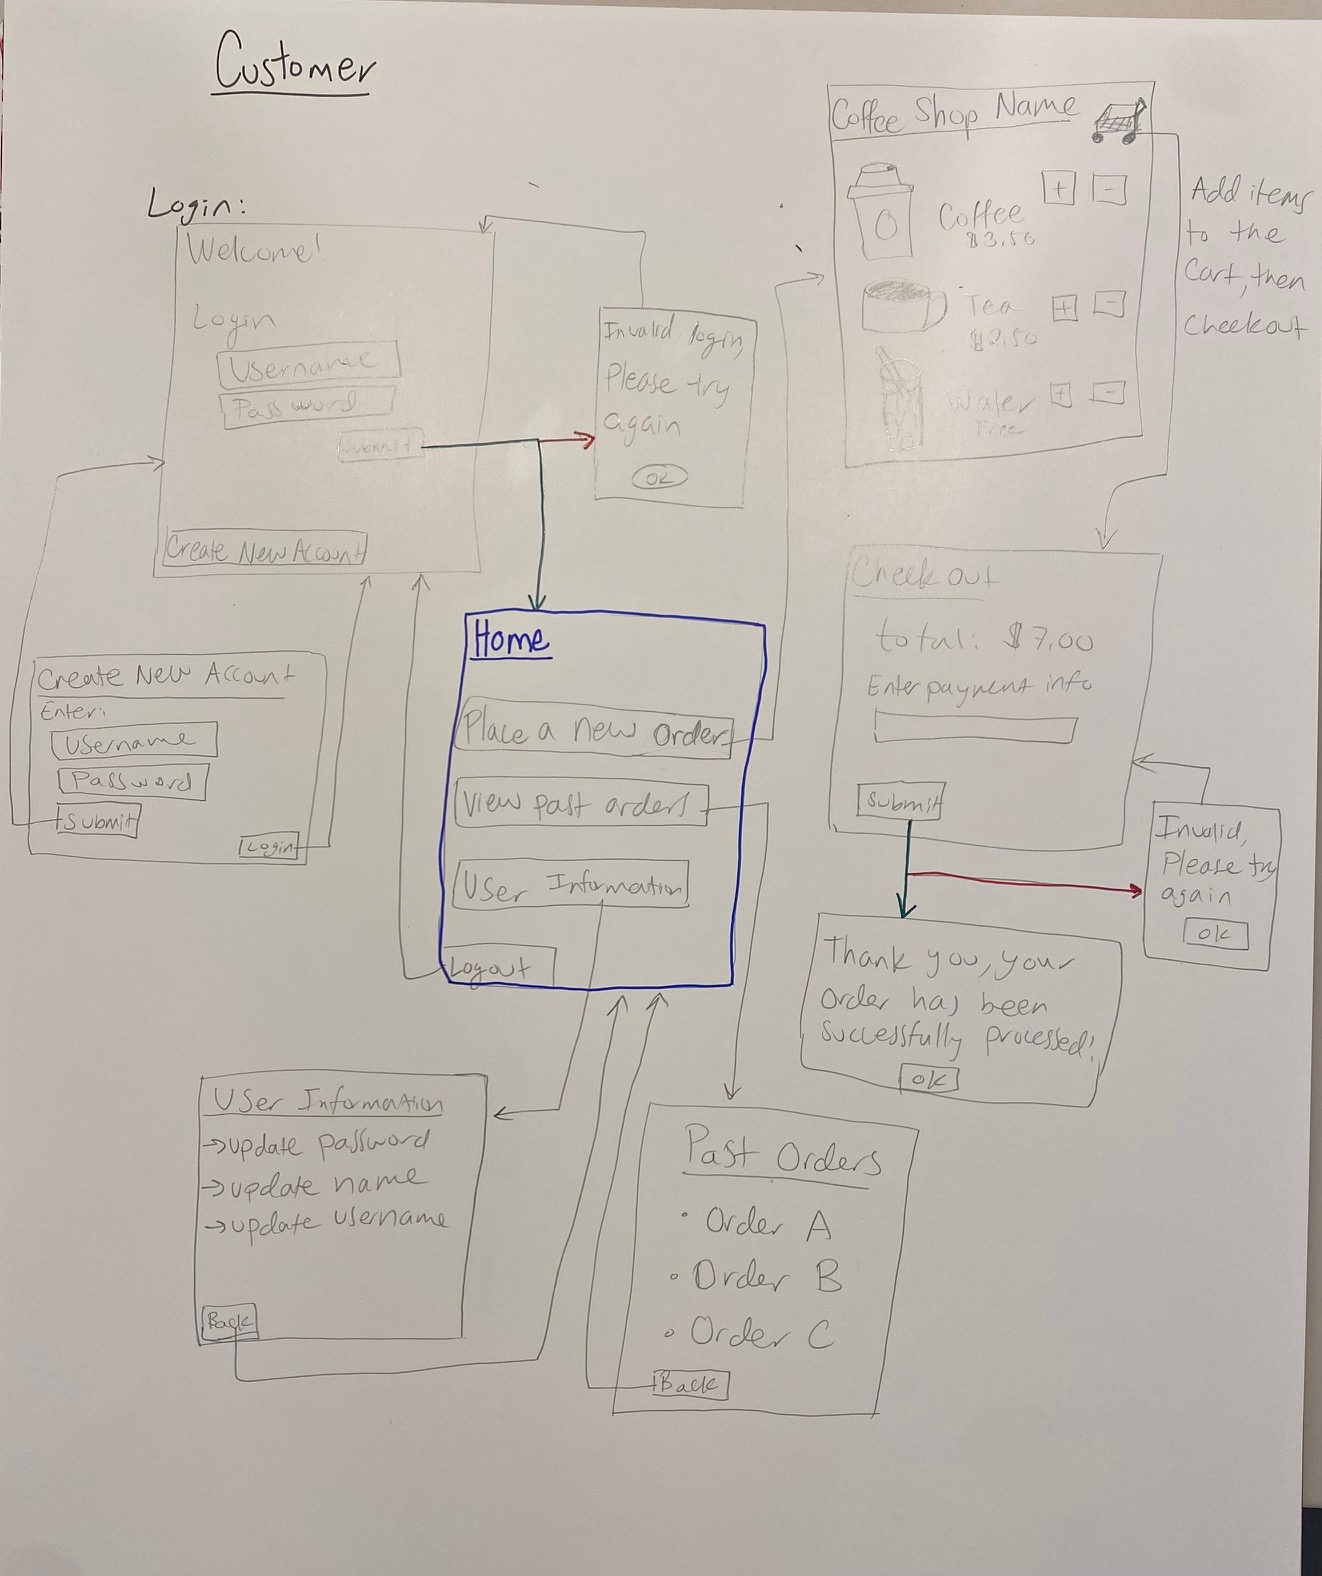 Customer
Login:
Welcome!
Login
Username
Password
Submit
Create New Account
Invalid login,
Please try
again
OK
Coffee Shop Name
+ -
Coffee
$3.50
Tea + -
$2.50
Water + -
Free
Add items
to the
Cart, then
Checkout
Create New Account
Enter:
Username
Password
Submit
Login
Home
Place a new order
View past orders
User Information
Logout
Checkout
total: $7.00
Enter payment info
Submit
Invalid,
Please try
again
OK
Thank you, your
Order has been
Successfully processed!
OK
User Information
→update password
→update name
→update username
Back
Past Orders
• Order A
• Order B
• Order C
Back